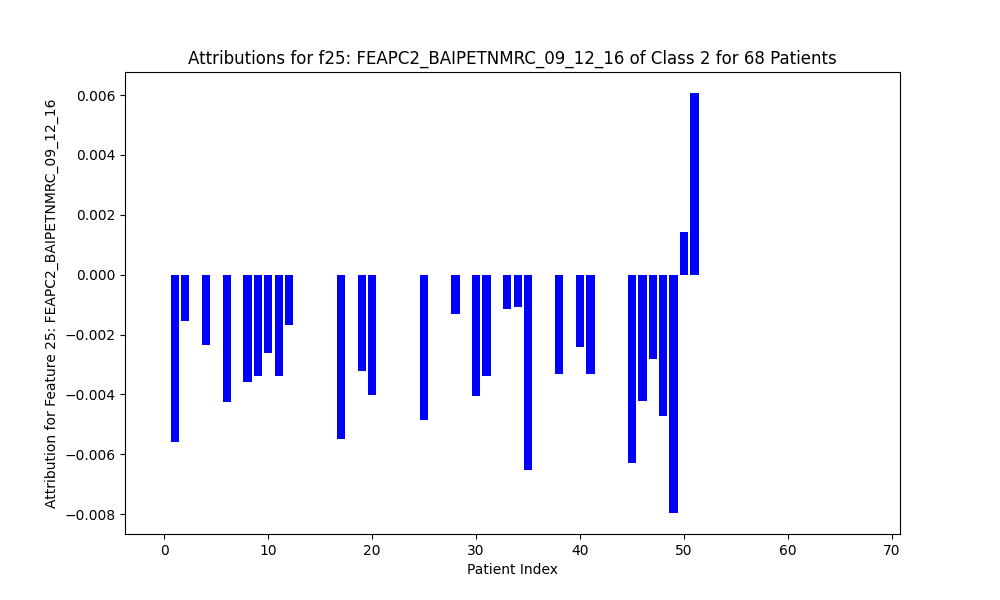 Attributions for f25: FEAPC2_BAIPETNMRC_09_12_16 of Class 2 for 68 Patients
Attribution for Feature 25: FEAPC2_BAIPETNMRC_09_12_16
0.006
0.004
0.002
0.000
−0.002
−0.004
−0.006
−0.008
0 10 20 30 40 50 60 70
Patient Index